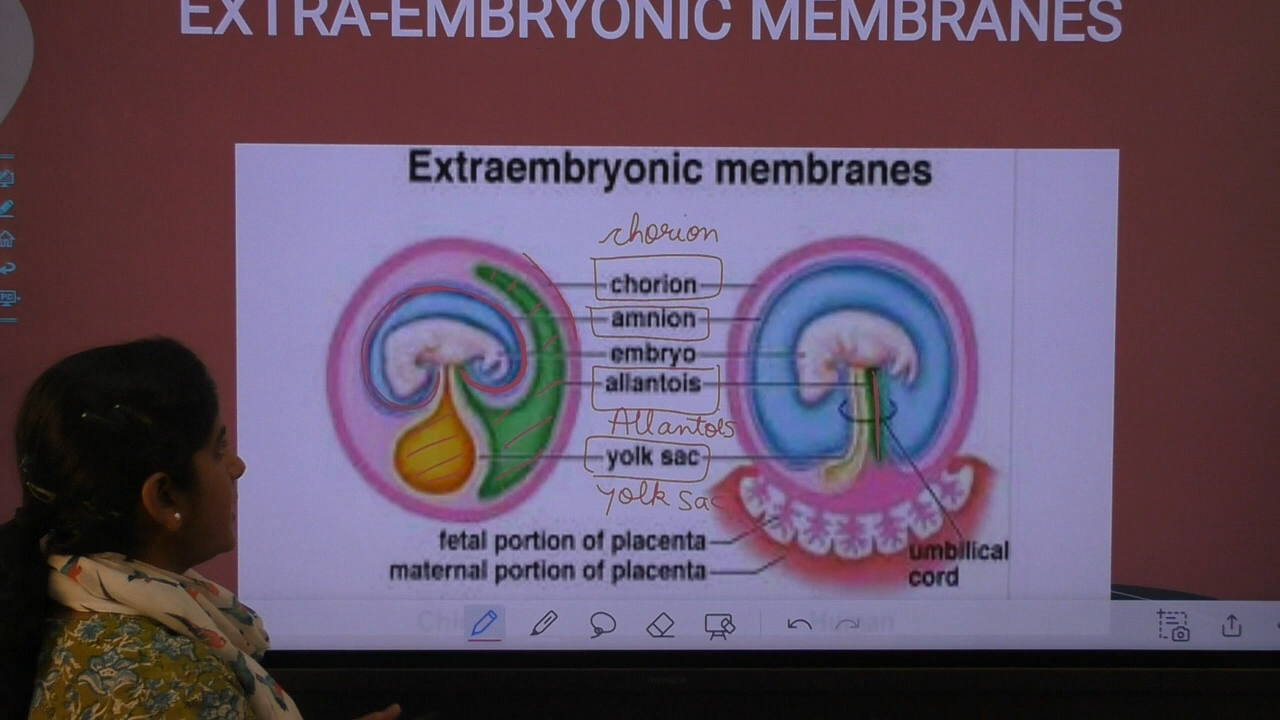 EXTRA-EMBRYONIC MEMBRANES
Extraembryonic membranes
chorion
chorion
amnion
embryo
allantois
Allantois
yolk sac
yolk sac
fetal portion of placenta
maternal portion of placenta
umbilical
cord